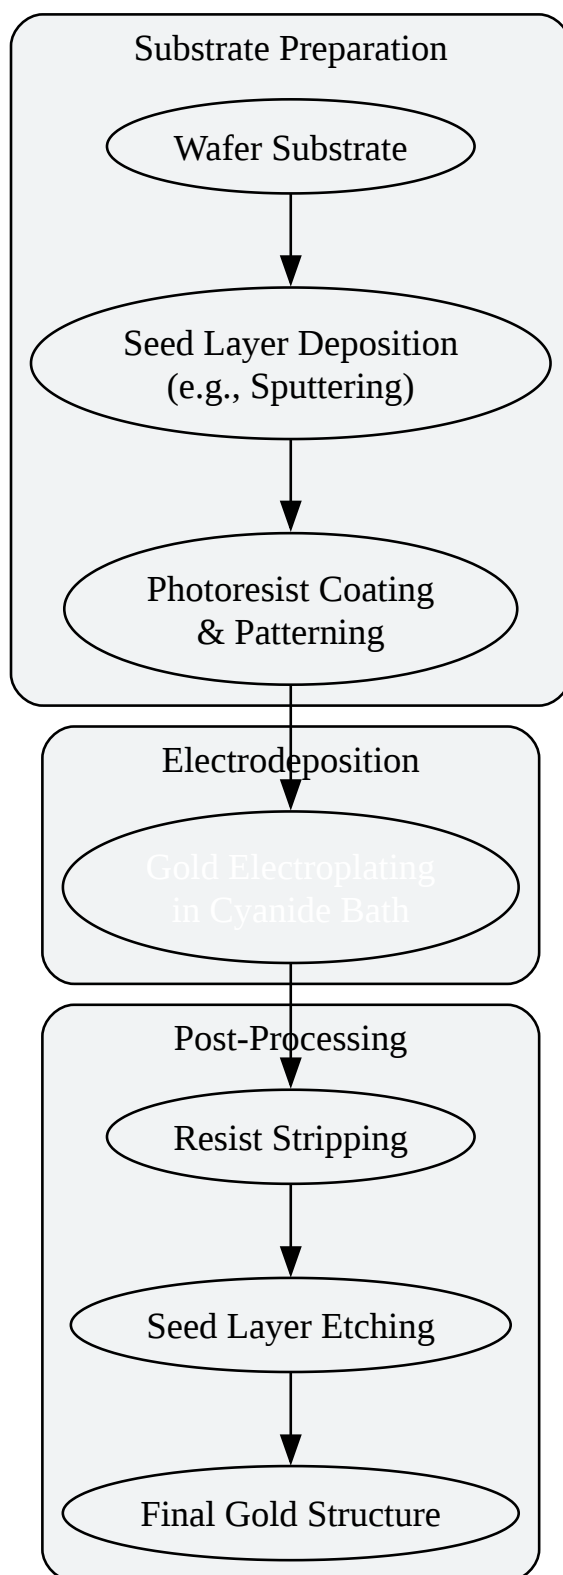 Substrate Preparation
Wafer Substrate
Seed Layer Deposition
(e.g., Sputtering)
Photoresist Coating
& Patterning
Electrodeposition
Gold Electroplating
in Cyanide Bath
Post-Processing
Resist Stripping
Seed Layer Etching
Final Gold Structure